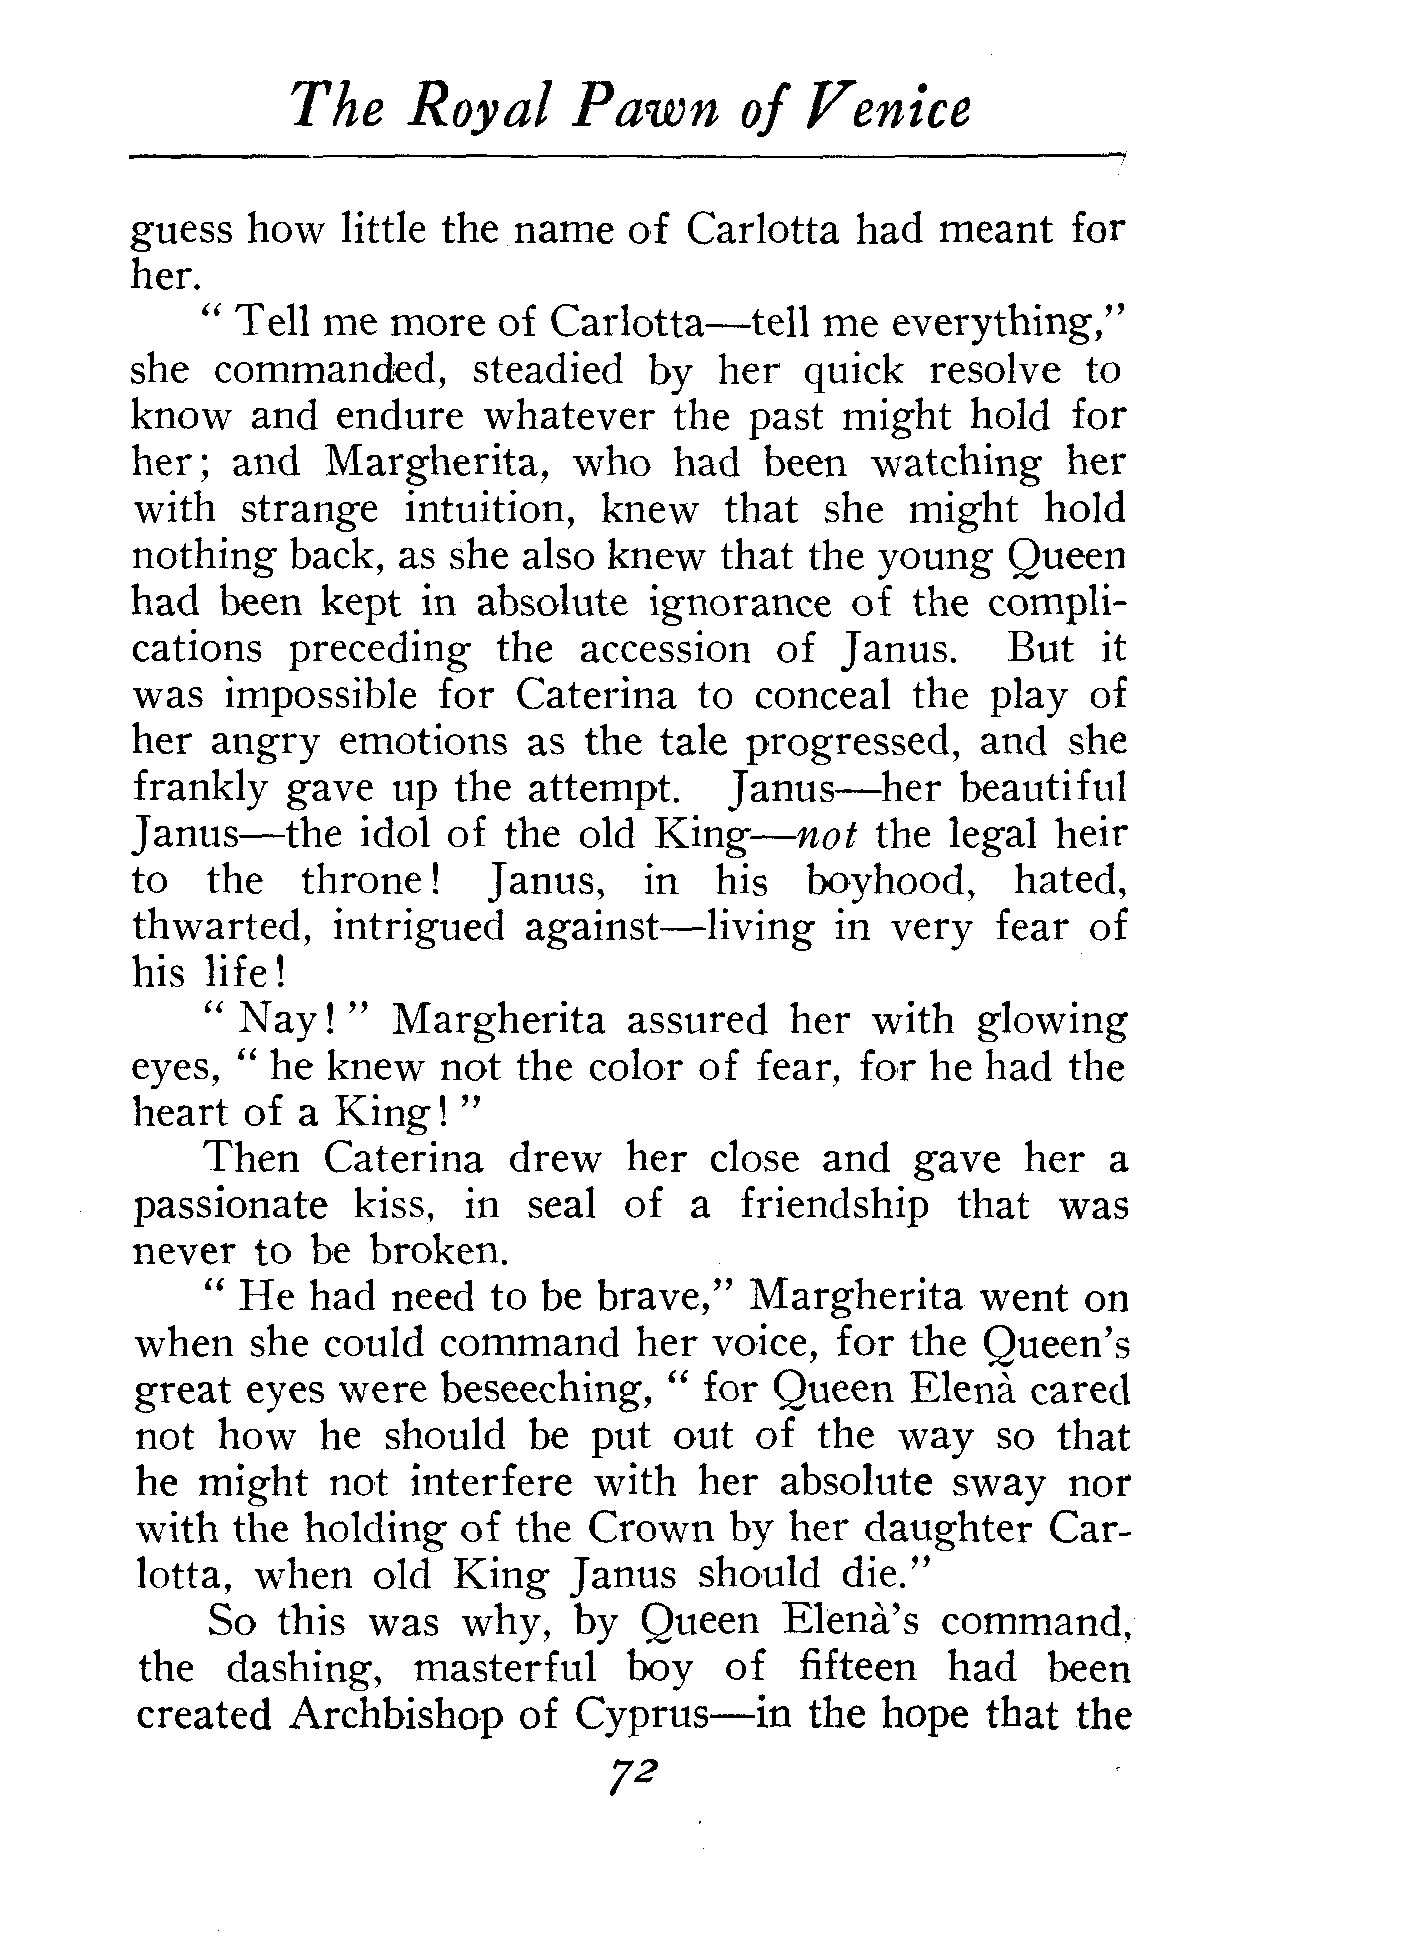 The Royal Pawn of Venice
guess how little the name of Carlotta had meant for
her.
“ Tell me more of Carlotta—tell me everything,”
she commanded, steadied by her quick resolve to
know and endure whatever the past might hold for
her; and Margherita, who had been watching her
with strange intuition, knew that she might hold
nothing back, as she also knew that the young Queen
had been kept in absolute ignorance of the compli-
cations preceding the accession of Janus. But it
was impossible for Caterina to conceal the play of
her angry emotions as the tale progressed, and she
frankly gave up the attempt. Janus—her beautiful
Janus—the idol of the old King—not the legal heir
to the throne! Janus, in his boyhood, hated,
thwarted, intrigued against—living in very fear of
his life!
“ Nay! ” Margherita assured her with glowing
eyes, “ he knew not the color of fear, for he had the
heart of a King! ”
Then Caterina drew her close and gave her a
passionate kiss, in seal of a friendship that was
never to be broken.
“ He had need to be brave,” Margherita went on
when she could command her voice, for the Queen's
great eyes were beseeching, “ for Queen Elenà cared
not how he should be put out of the way so that
he might not interfere with her absolute sway nor
with the holding of the Crown by her daughter Car-
lotta, when old King Janus should die.”
So this was why, by Queen Elenà's command,
the dashing, masterful boy of fifteen had been
created Archbishop of Cyprus—in the hope that the
72